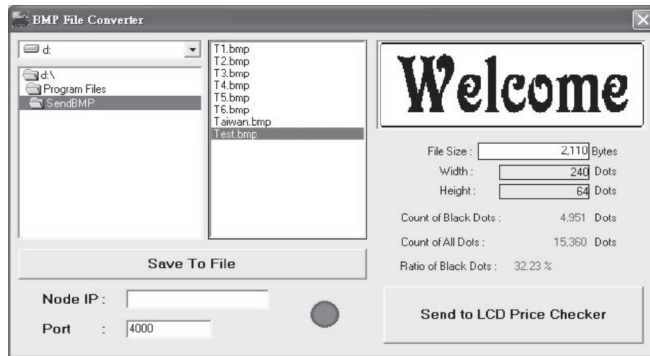 BMP File Converter
d:
d:\
Program Files
SendBMP
T1.bmp
T2.bmp
T3.bmp
T4.bmp
T5.bmp
T6.bmp
Taiwan.bmp
Test.bmp
Welcome
File Size : 2,110 Bytes
Width : 240 Dots
Height : 64 Dots
Count of Black Dots : 4,951 Dots
Count of All Dots : 15,360 Dots
Ratio of Black Dots : 32.23 %
Save To File
Node IP :
Port : 4000
Send to LCD Price Checker